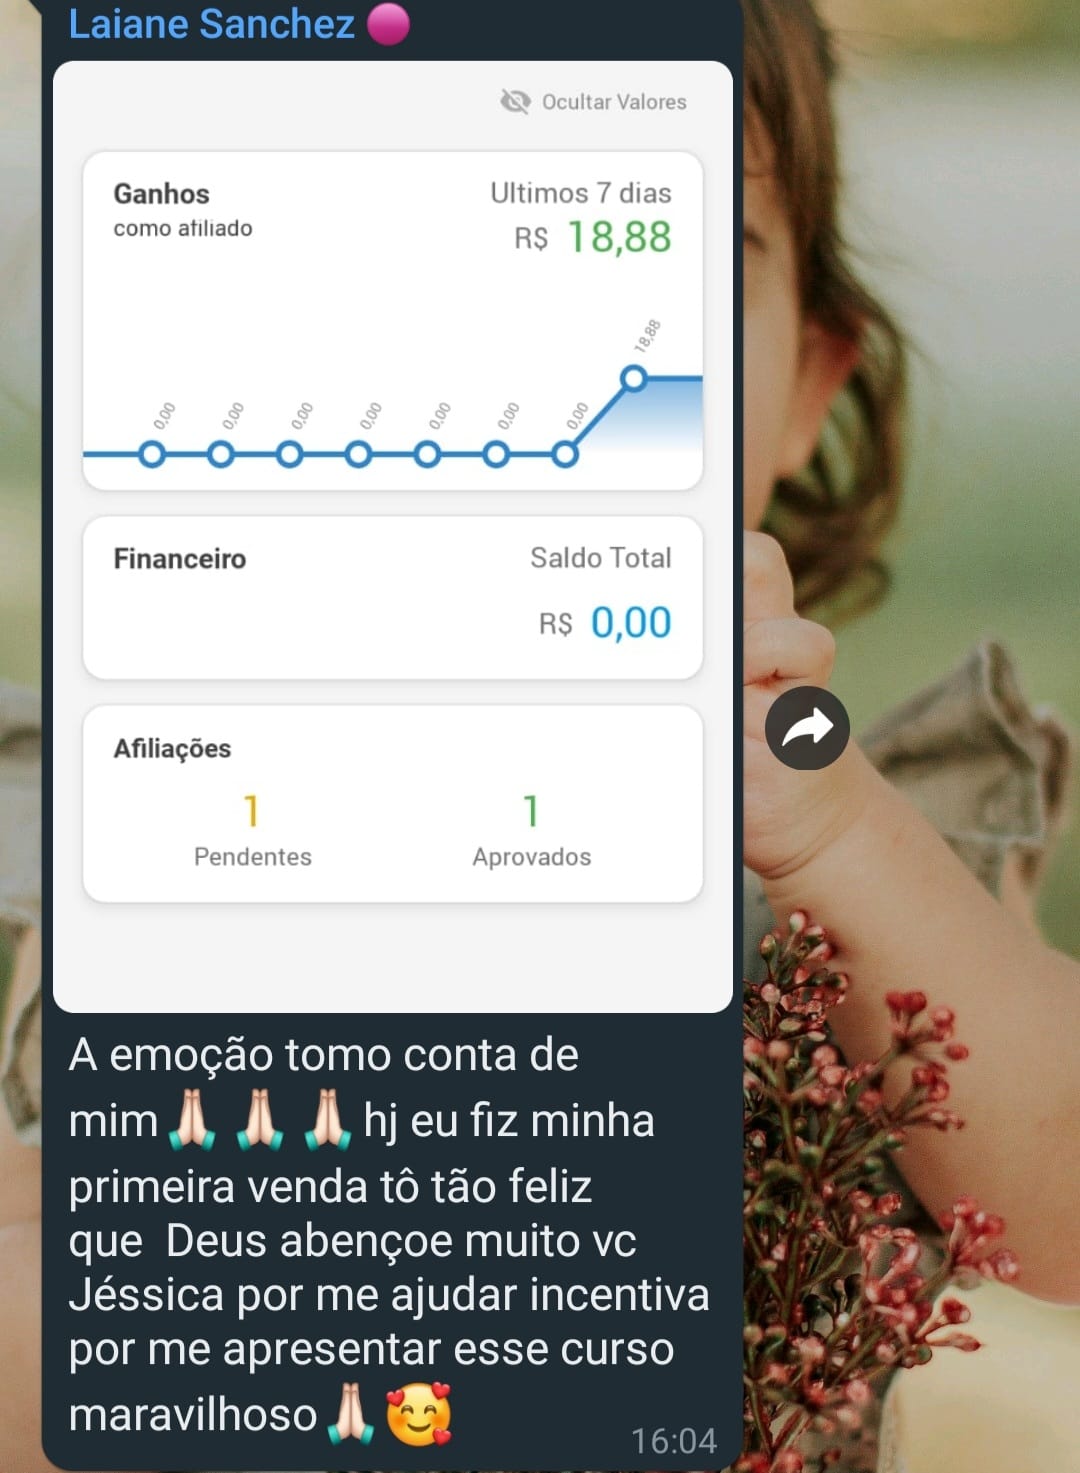 Laiane Sanchez
Ocultar Valores
Ganhos
Ultimos 7 dias
como afiliado
R$ 18,88
18,88
0,00 0,00 0,00 0,00 0,00 0,00 0,00
Financeiro
Saldo Total
R$ 0,00
Afiliações
1 1
Pendentes Aprovados
A emoção tomo conta de
mim🙏🏻 🙏🏻 🙏🏻 hj eu fiz minha
primeira venda tô tão feliz
que  Deus abençoe muito vc
Jéssica por me ajudar incentiva
por me apresentar esse curso
maravilhoso🙏🏻🥰
16:04